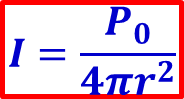 I = P₀ / 4πr²